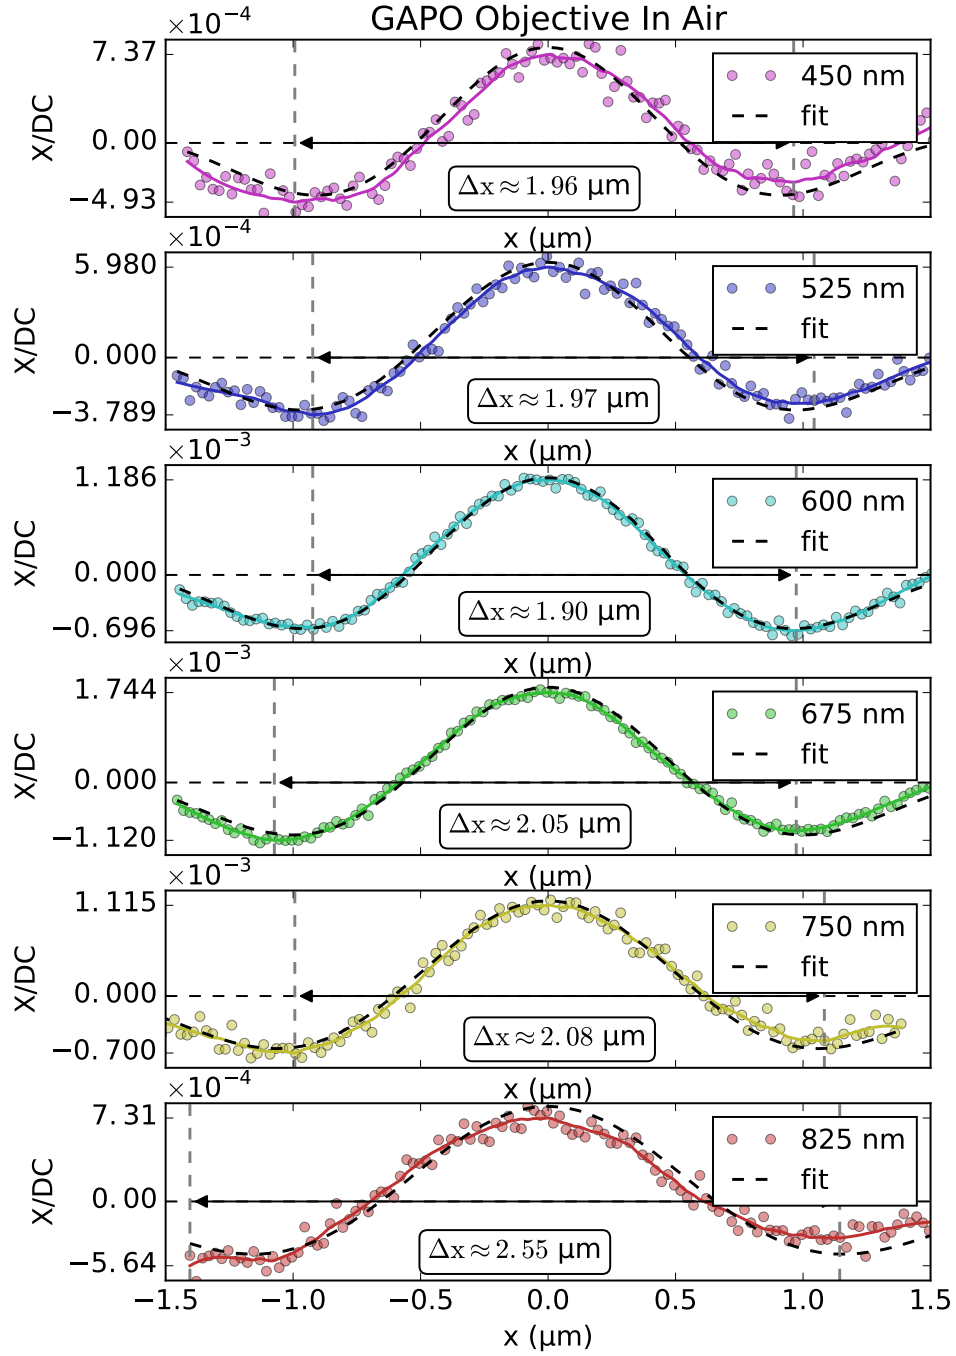 GAPO Objective In Air
×10⁻⁴
7.37
0.00
−4.93
X/DC
450 nm
fit
Δx ≈ 1.96 μm
x (μm)
×10⁻⁴
5.980
0.000
−3.789
X/DC
525 nm
fit
Δx ≈ 1.97 μm
x (μm)
×10⁻³
1.186
0.000
−0.696
X/DC
600 nm
fit
Δx ≈ 1.90 μm
x (μm)
×10⁻³
1.744
0.000
−1.120
X/DC
675 nm
fit
Δx ≈ 2.05 μm
x (μm)
×10⁻³
1.115
0.000
−0.700
X/DC
750 nm
fit
Δx ≈ 2.08 μm
x (μm)
×10⁻⁴
7.31
0.00
−5.64
X/DC
825 nm
fit
Δx ≈ 2.55 μm
−1.5 −1.0 −0.5 0.0 0.5 1.0 1.5
x (μm)